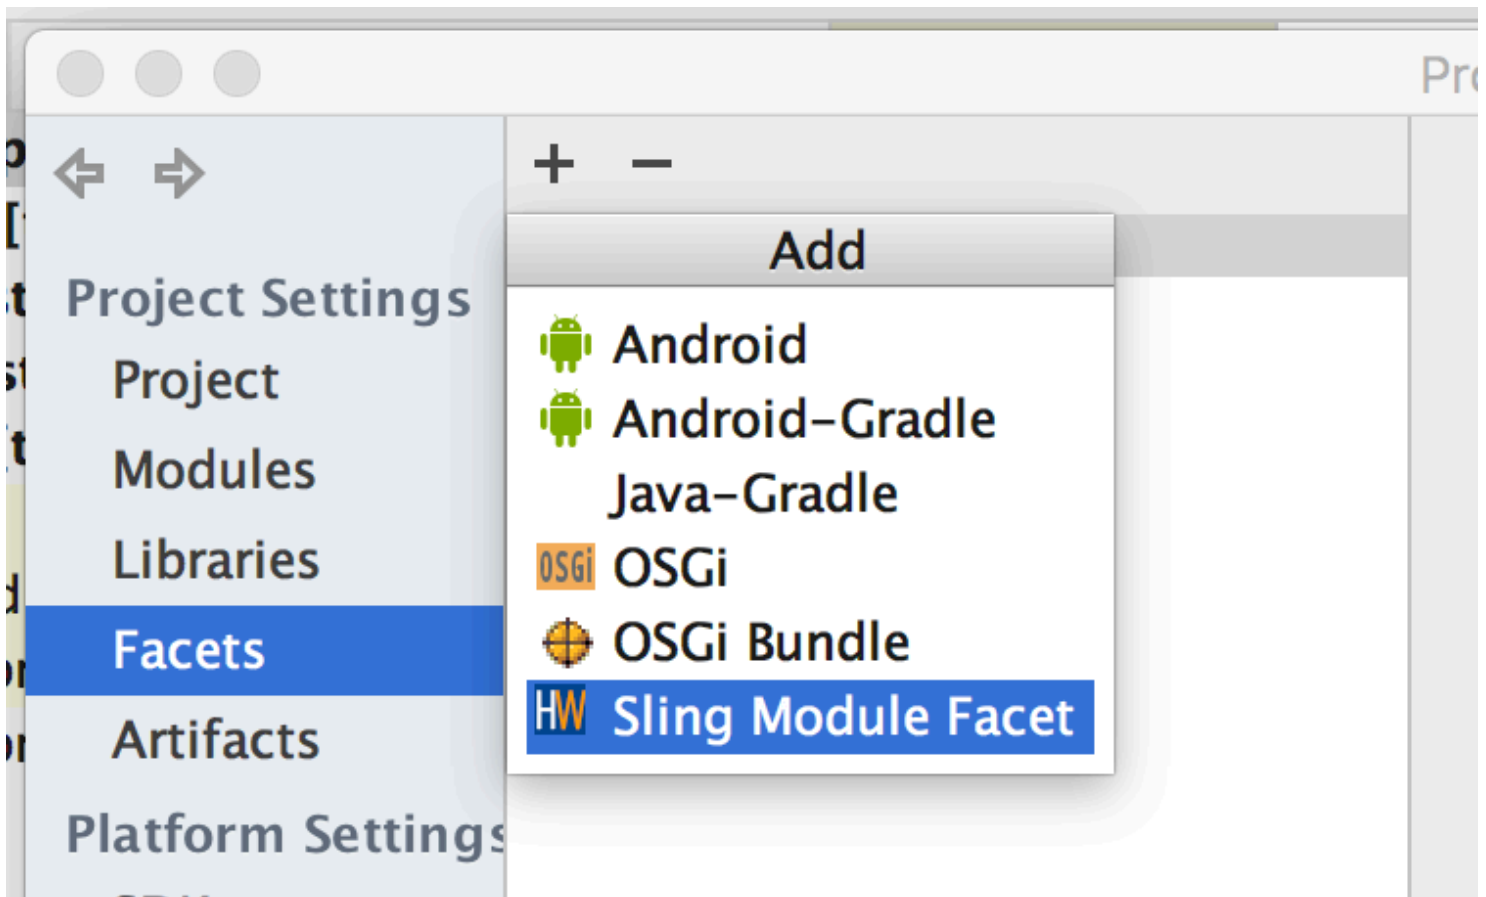 Project Settings
Project
Modules
Libraries
Facets
Artifacts
Platform Settings
Add
Android
Android-Gradle
Java-Gradle
OSGi OSGi
OSGi Bundle
HW Sling Module Facet